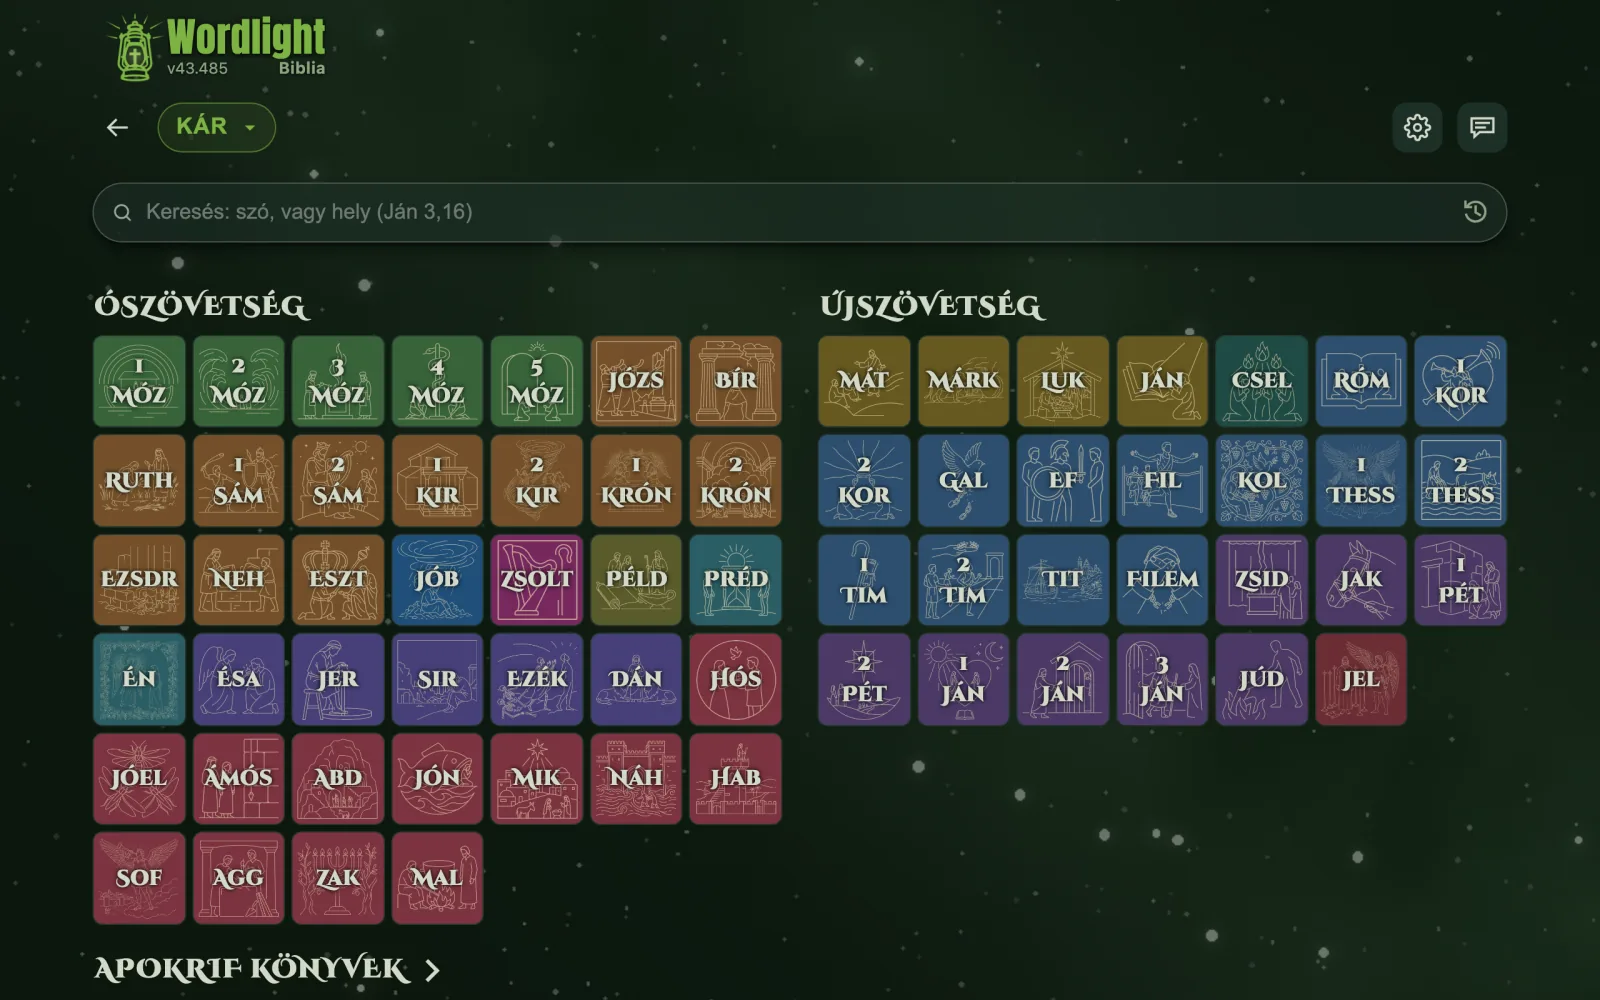 Wordlight
v43.485 Biblia
KÁR
Keresés: szó, vagy hely (Ján 3,16)
ÓSZÖVETSÉG
1 MÓZ
2 MÓZ
3 MÓZ
4 MÓZ
5 MÓZ
JÓZS
BÍR
RUTH
1 SÁM
2 SÁM
1 KIR
2 KIR
1 KRÓN
2 KRÓN
EZSDR
NEH
ESZT
JÓB
ZSOLT
PÉLD
PRÉD
ÉN
ÉSA
JER
SIR
EZÉK
DÁN
HÓS
JÓEL
ÁMÓS
ABD
JÓN
MIK
NÁH
HAB
SOF
AGG
ZAK
MAL
ÚJSZÖVETSÉG
MÁT
MÁRK
LUK
JÁN
CSEL
RÓM
1 KOR
2 KOR
GAL
EF
FIL
KOL
1 THESS
2 THESS
1 TIM
2 TIM
TIT
FILEM
ZSID
JAK
1 PÉT
2 PÉT
1 JÁN
2 JÁN
3 JÁN
JÚD
JEL
APOKRIF KÖNYVEK